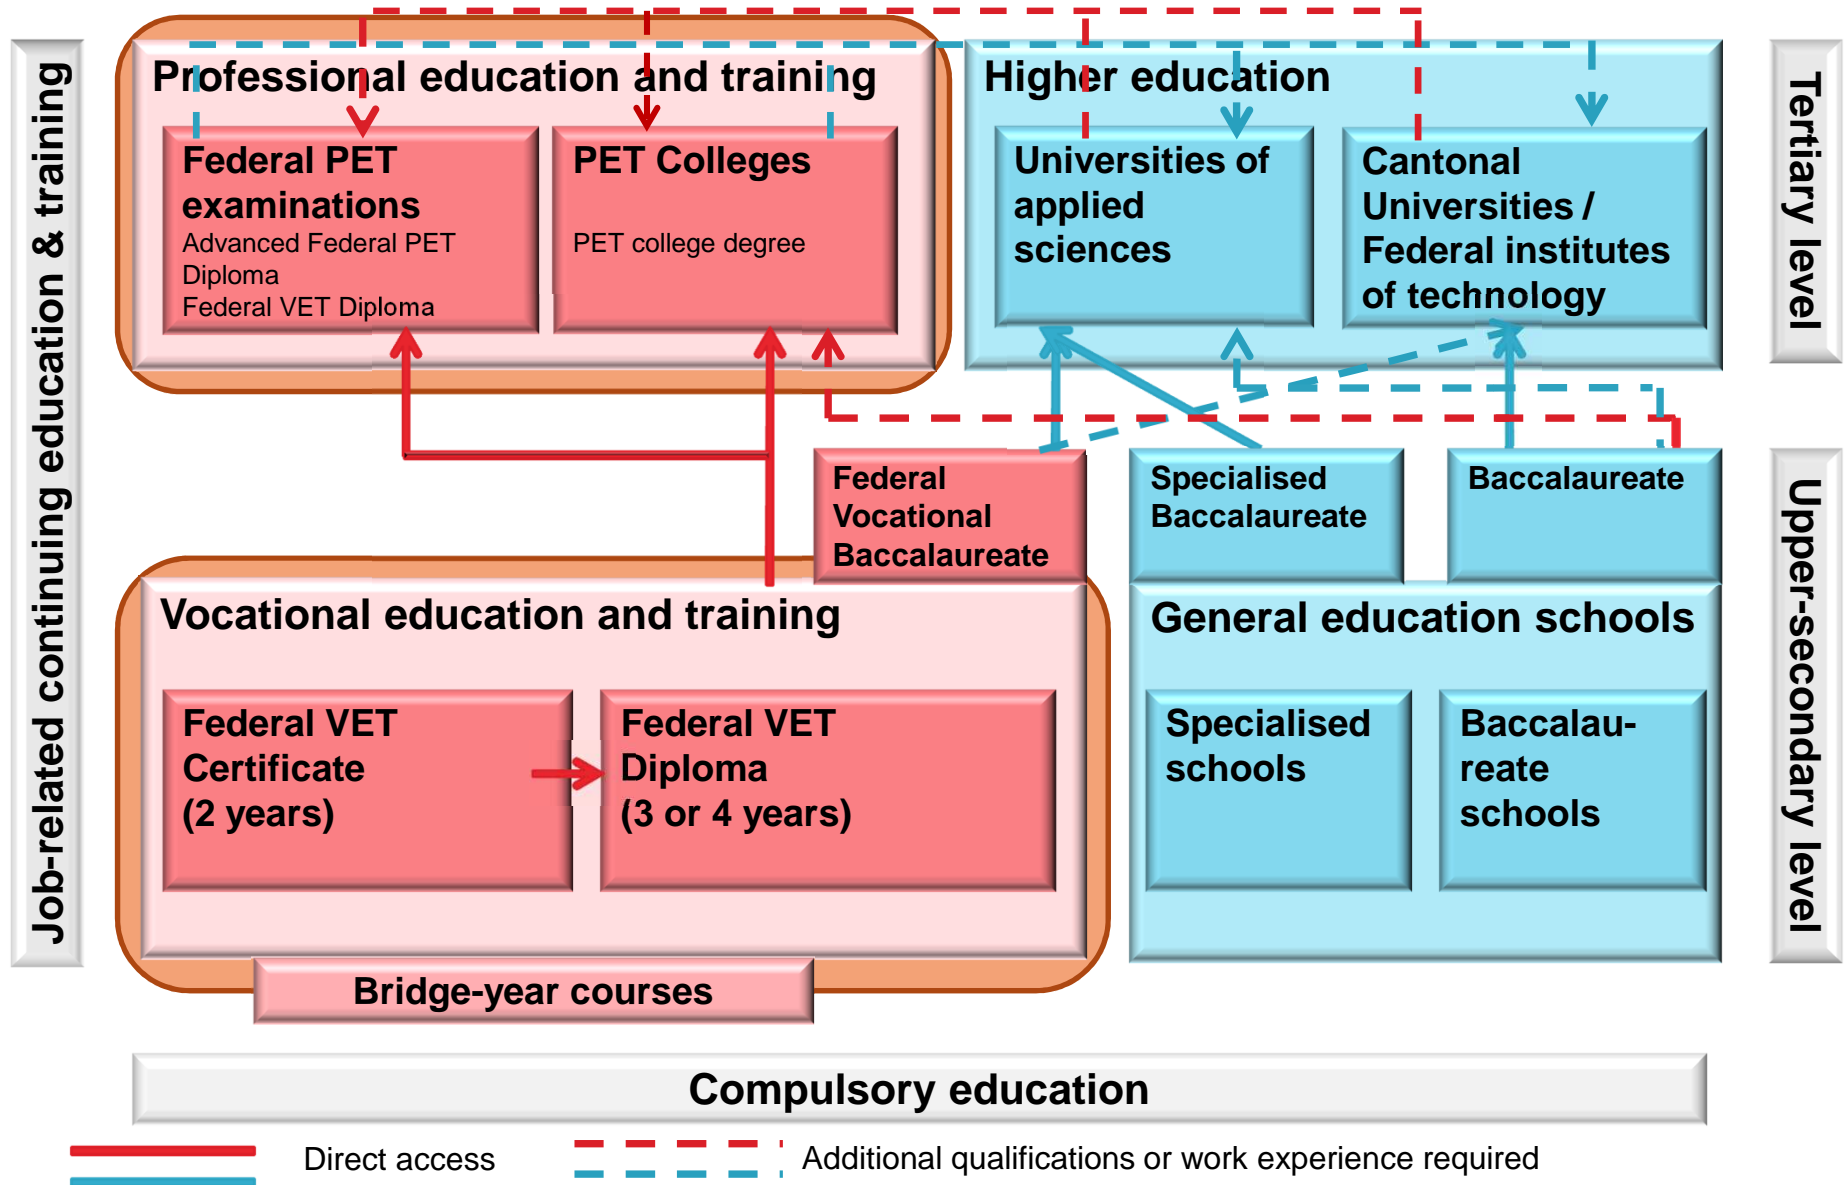 Job-related continuing education & training
Professional education and training
Higher education
Tertiary level
Federal PET
examinations
Advanced Federal PET
Diploma
Federal VET Diploma
PET Colleges
PET college degree
Universities of
applied
sciences
Cantonal
Universities /
Federal institutes
of technology
Federal
Vocational
Baccalaureate
Specialised
Baccalaureate
Baccalaureate
Upper-secondary level
Vocational education and training
General education schools
Federal VET
Certificate
(2 years)
Federal VET
Diploma
(3 or 4 years)
Specialised
schools
Baccalau-
reate
schools
Bridge-year courses
Compulsory education
Direct access
Additional qualifications or work experience required